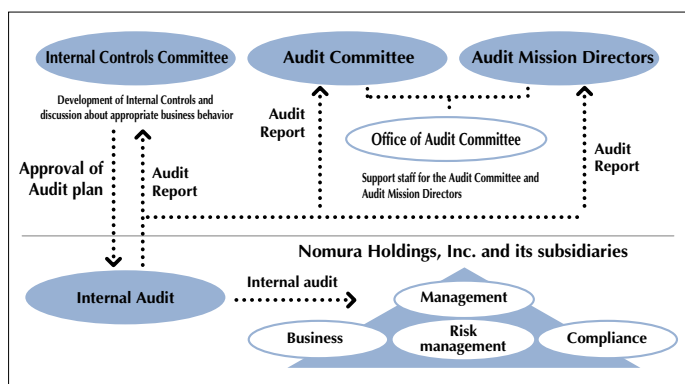 Internal Controls Committee
Audit Committee
Audit Mission Directors
Development of Internal Controls and
discussion about appropriate business behavior
Audit
Report
Office of Audit Committee
Audit
Report
Approval of
Audit plan
Audit
Report
Support staff for the Audit Committee and
Audit Mission Directors
Nomura Holdings, Inc. and its subsidiaries
Internal Audit
Internal audit
Management
Business
Risk
management
Compliance